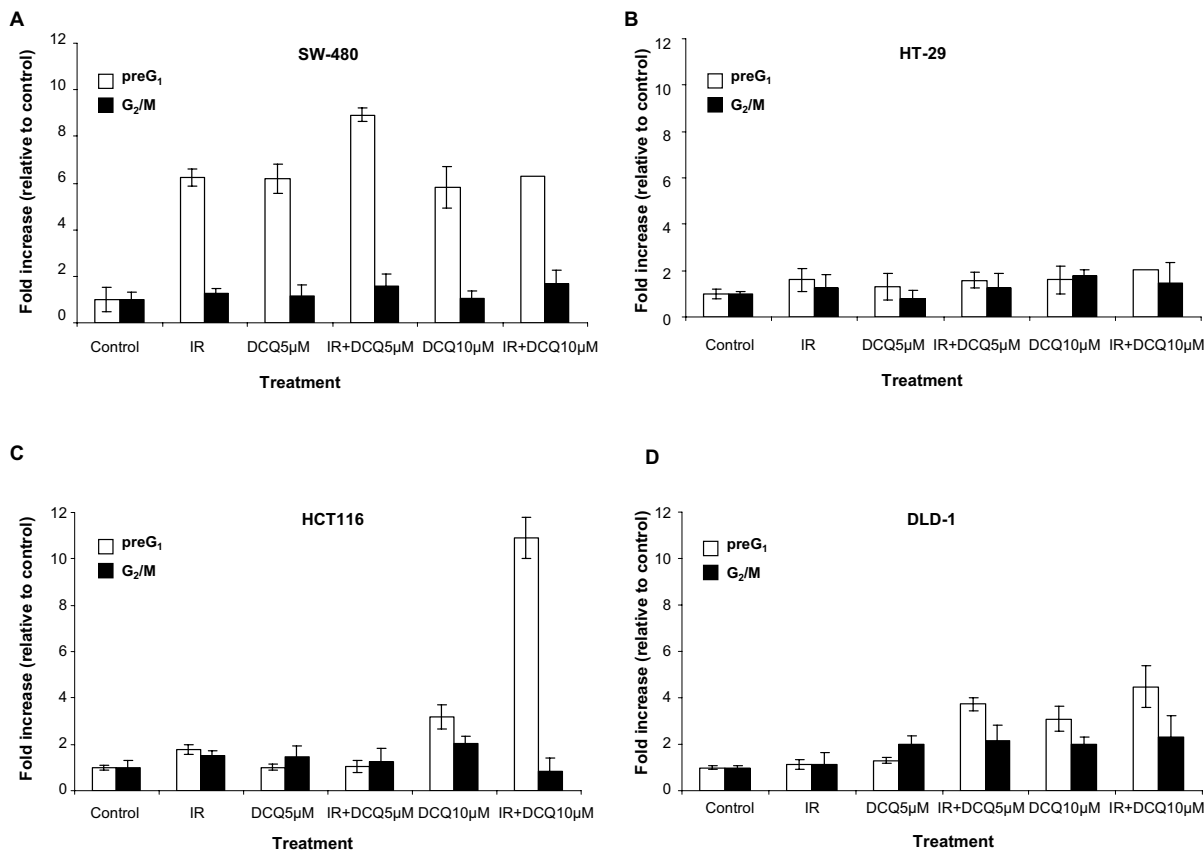 A
SW-480
Fold increase (relative to control)
12
10
8
6
4
2
0
preG₁
G₂/M
Control IR DCQ5µM IR+DCQ5µM DCQ10µM IR+DCQ10µM
Treatment
B
HT-29
Fold increase (relative to control)
12
10
8
6
4
2
0
preG₁
G₂/M
Control IR DCQ5µM IR+DCQ5µM DCQ10µM IR+DCQ10µM
Treatment
C
HCT116
Fold increase (relative to control)
12
10
8
6
4
2
0
preG₁
G₂/M
Control IR DCQ5µM IR+DCQ5µM DCQ10µM IR+DCQ10µM
Treatment
D
DLD-1
Fold increase (relative to control)
12
10
8
6
4
2
0
preG₁
G₂/M
Control IR DCQ5µM IR+DCQ5µM DCQ10µM IR+DCQ10µM
Treatment